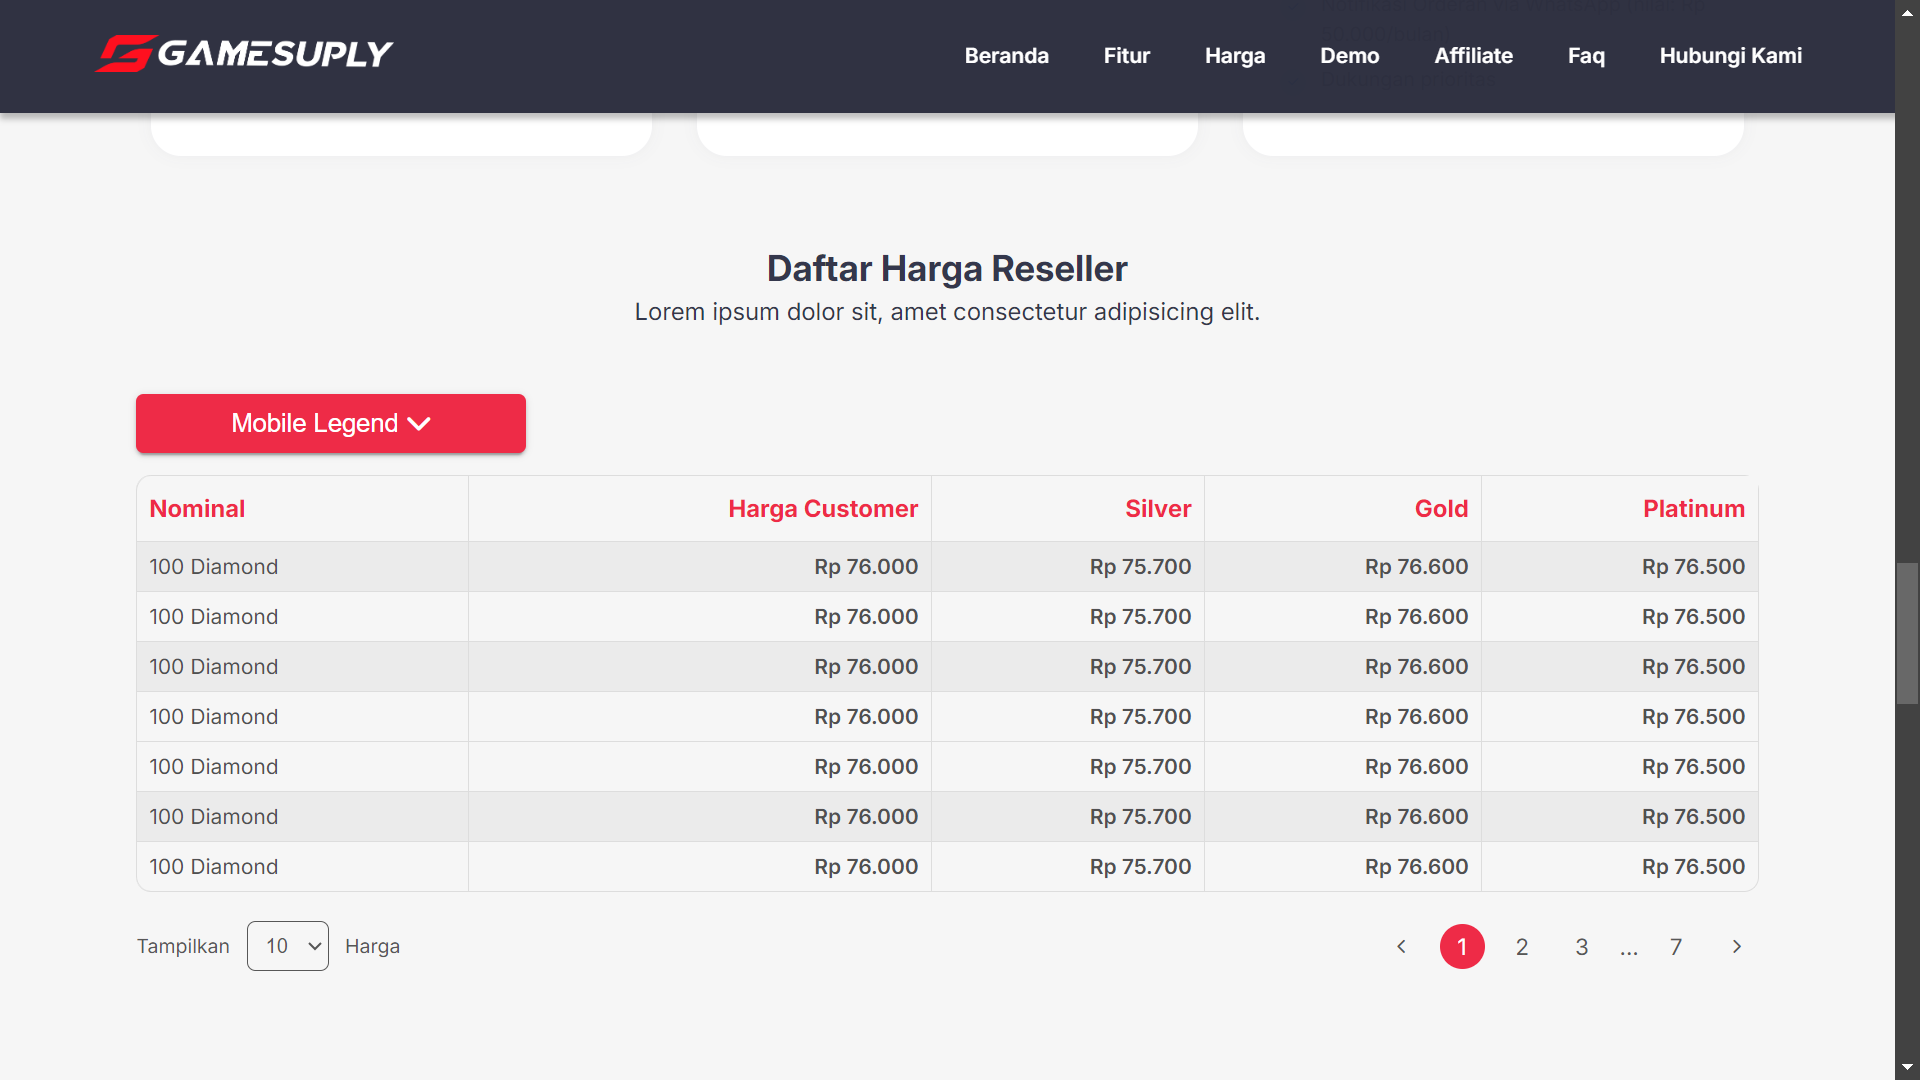 GAMESUPLY
Beranda Fitur Harga Demo Affiliate Faq Hubungi Kami
Daftar Harga Reseller
Lorem ipsum dolor sit, amet consectetur adipisicing elit.
Mobile Legend
Nominal Harga Customer Silver Gold Platinum
100 Diamond Rp 76.000 Rp 75.700 Rp 76.600 Rp 76.500
100 Diamond Rp 76.000 Rp 75.700 Rp 76.600 Rp 76.500
100 Diamond Rp 76.000 Rp 75.700 Rp 76.600 Rp 76.500
100 Diamond Rp 76.000 Rp 75.700 Rp 76.600 Rp 76.500
100 Diamond Rp 76.000 Rp 75.700 Rp 76.600 Rp 76.500
100 Diamond Rp 76.000 Rp 75.700 Rp 76.600 Rp 76.500
100 Diamond Rp 76.000 Rp 75.700 Rp 76.600 Rp 76.500
Tampilkan 10 Harga 1 2 3 ... 7